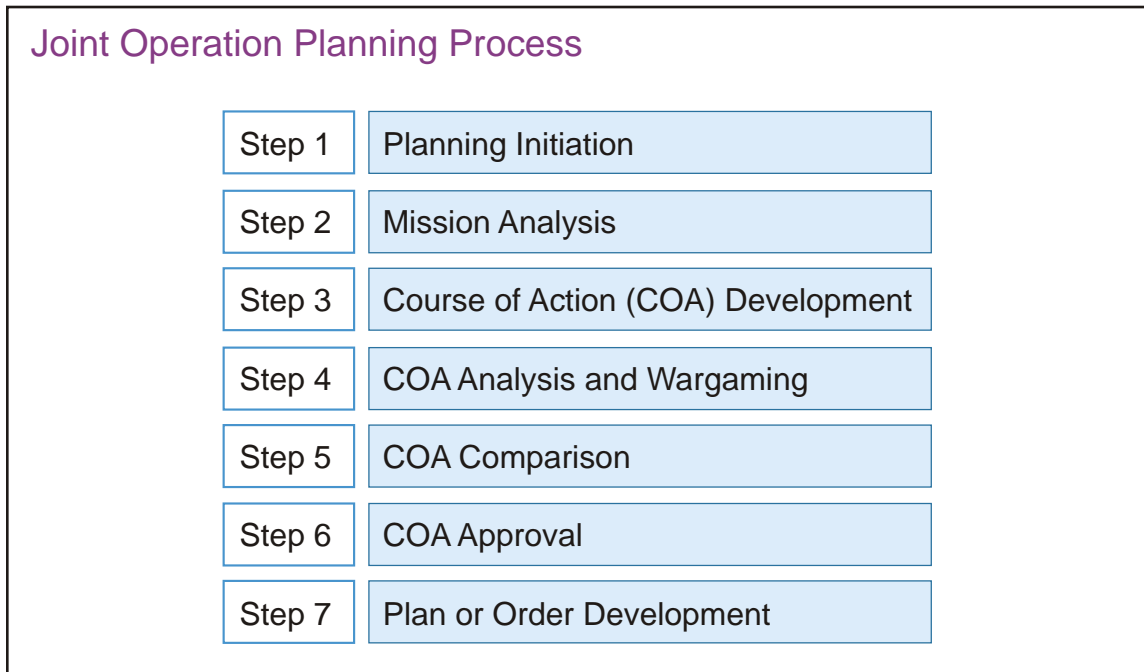 Joint Operation Planning Process
Step 1 Planning Initiation
Step 2 Mission Analysis
Step 3 Course of Action (COA) Development
Step 4 COA Analysis and Wargaming
Step 5 COA Comparison
Step 6 COA Approval
Step 7 Plan or Order Development